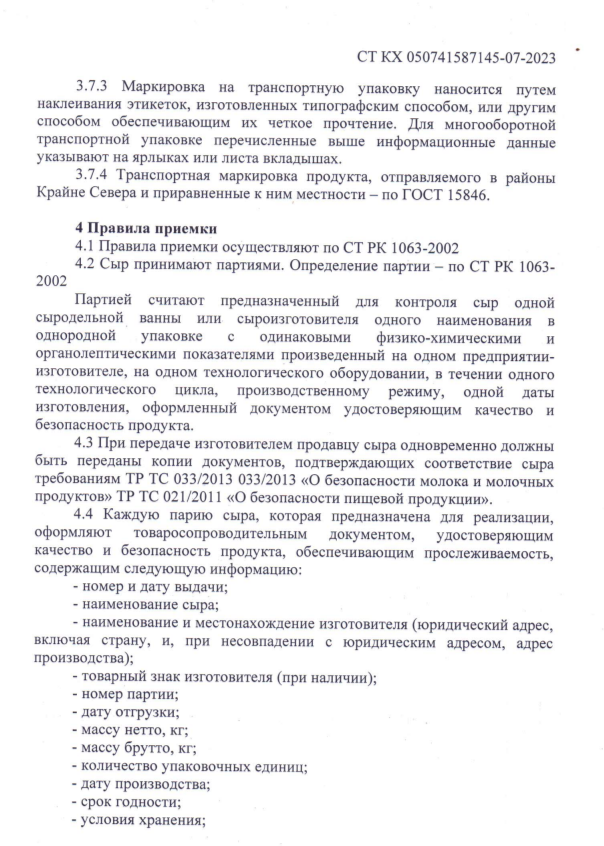 СТ КХ 050741587145-07-2023
3.7.3 Маркировка на транспортную упаковку наносится путем
наклеивания этикеток, изготовленных типографским способом, или другим
способом обеспечивающим их четкое прочтение. Для многооборотной
транспортной упаковке перечисленные выше информационные данные
указывают на ярлыках или листа вкладышах.
3.7.4 Транспортная маркировка продукта, отправляемого в районы
Крайне Севера и приравненные к ним местности – по ГОСТ 15846.
4 Правила приемки
4.1 Правила приемки осуществляют по СТ РК 1063-2002
4.2 Сыр принимают партиями. Определение партии – по СТ РК 1063-
2002
Партией считают предназначенный для контроля сыр одной
сыродельной ванны или сыроизготовителя одного наименования в
однородной упаковке с одинаковыми физико-химическими и
органолептическими показателями произведенный на одном предприятии-
изготовителе, на одном технологического оборудовании, в течении одного
технологического цикла, производственному режиму, одной даты
изготовления, оформленный документом удостоверяющим качество и
безопасность продукта.
4.3 При передаче изготовителем продавцу сыра одновременно должны
быть переданы копии документов, подтверждающих соответствие сыра
требованиям ТР ТС 033/2013 033/2013 «О безопасности молока и молочных
продуктов» ТР ТС 021/2011 «О безопасности пищевой продукции».
4.4 Каждую парию сыра, которая предназначена для реализации,
оформляют товаросопроводительным документом, удостоверяющим
качество и безопасность продукта, обеспечивающим прослеживаемость,
содержащим следующую информацию:
- номер и дату выдачи;
- наименование сыра;
- наименование и местонахождение изготовителя (юридический адрес,
включая страну, и, при несовпадении с юридическим адресом, адрес
производства);
- товарный знак изготовителя (при наличии);
- номер партии;
- дату отгрузки;
- массу нетто, кг;
- массу брутто, кг;
- количество упаковочных единиц;
- дату производства;
- срок годности;
- условия хранения;